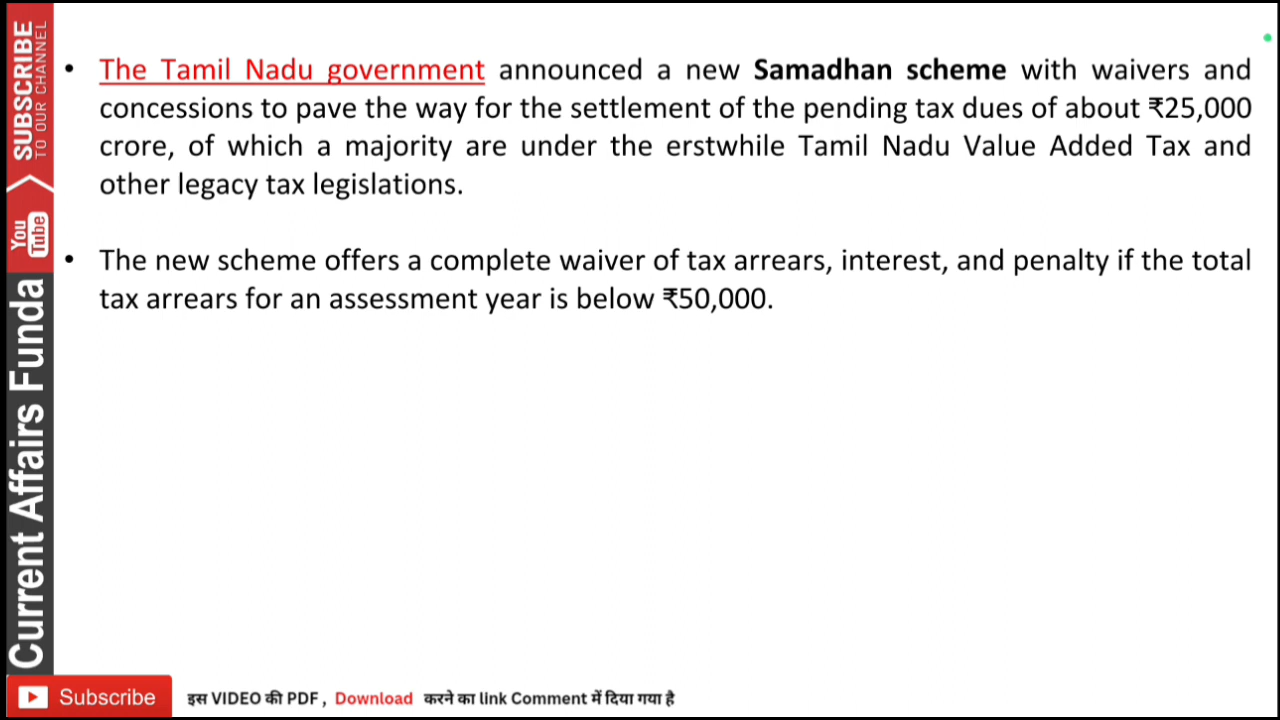 • The Tamil Nadu government announced a new Samadhan scheme with waivers and
concessions to pave the way for the settlement of the pending tax dues of about ₹25,000
crore, of which a majority are under the erstwhile Tamil Nadu Value Added Tax and
other legacy tax legislations.
• The new scheme offers a complete waiver of tax arrears, interest, and penalty if the total
tax arrears for an assessment year is below ₹50,000.
SUBSCRIBE
TO OUR CHANNEL
You
Tube
Current Affairs Funda
Subscribe
इस VIDEO की PDF , Download करने का link Comment में दिया गया है